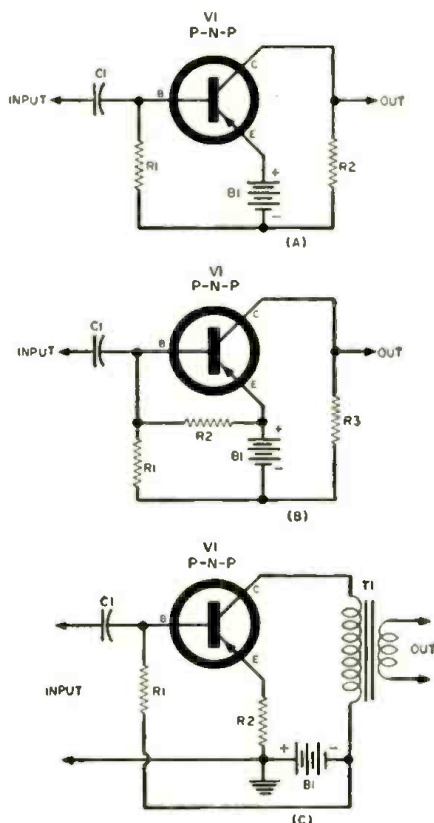 V1
P-N-P
C1
INPUT
B
C
E
OUT
R1
+
B1
-
R2
(A)
V1
P-N-P
C1
INPUT
B
C
E
OUT
R2
+
B1
-
R3
R1
(B)
V1
P-N-P
C1
B
C
E
T1
OUT
INPUT
R1
R2
+
-
B1
(C)